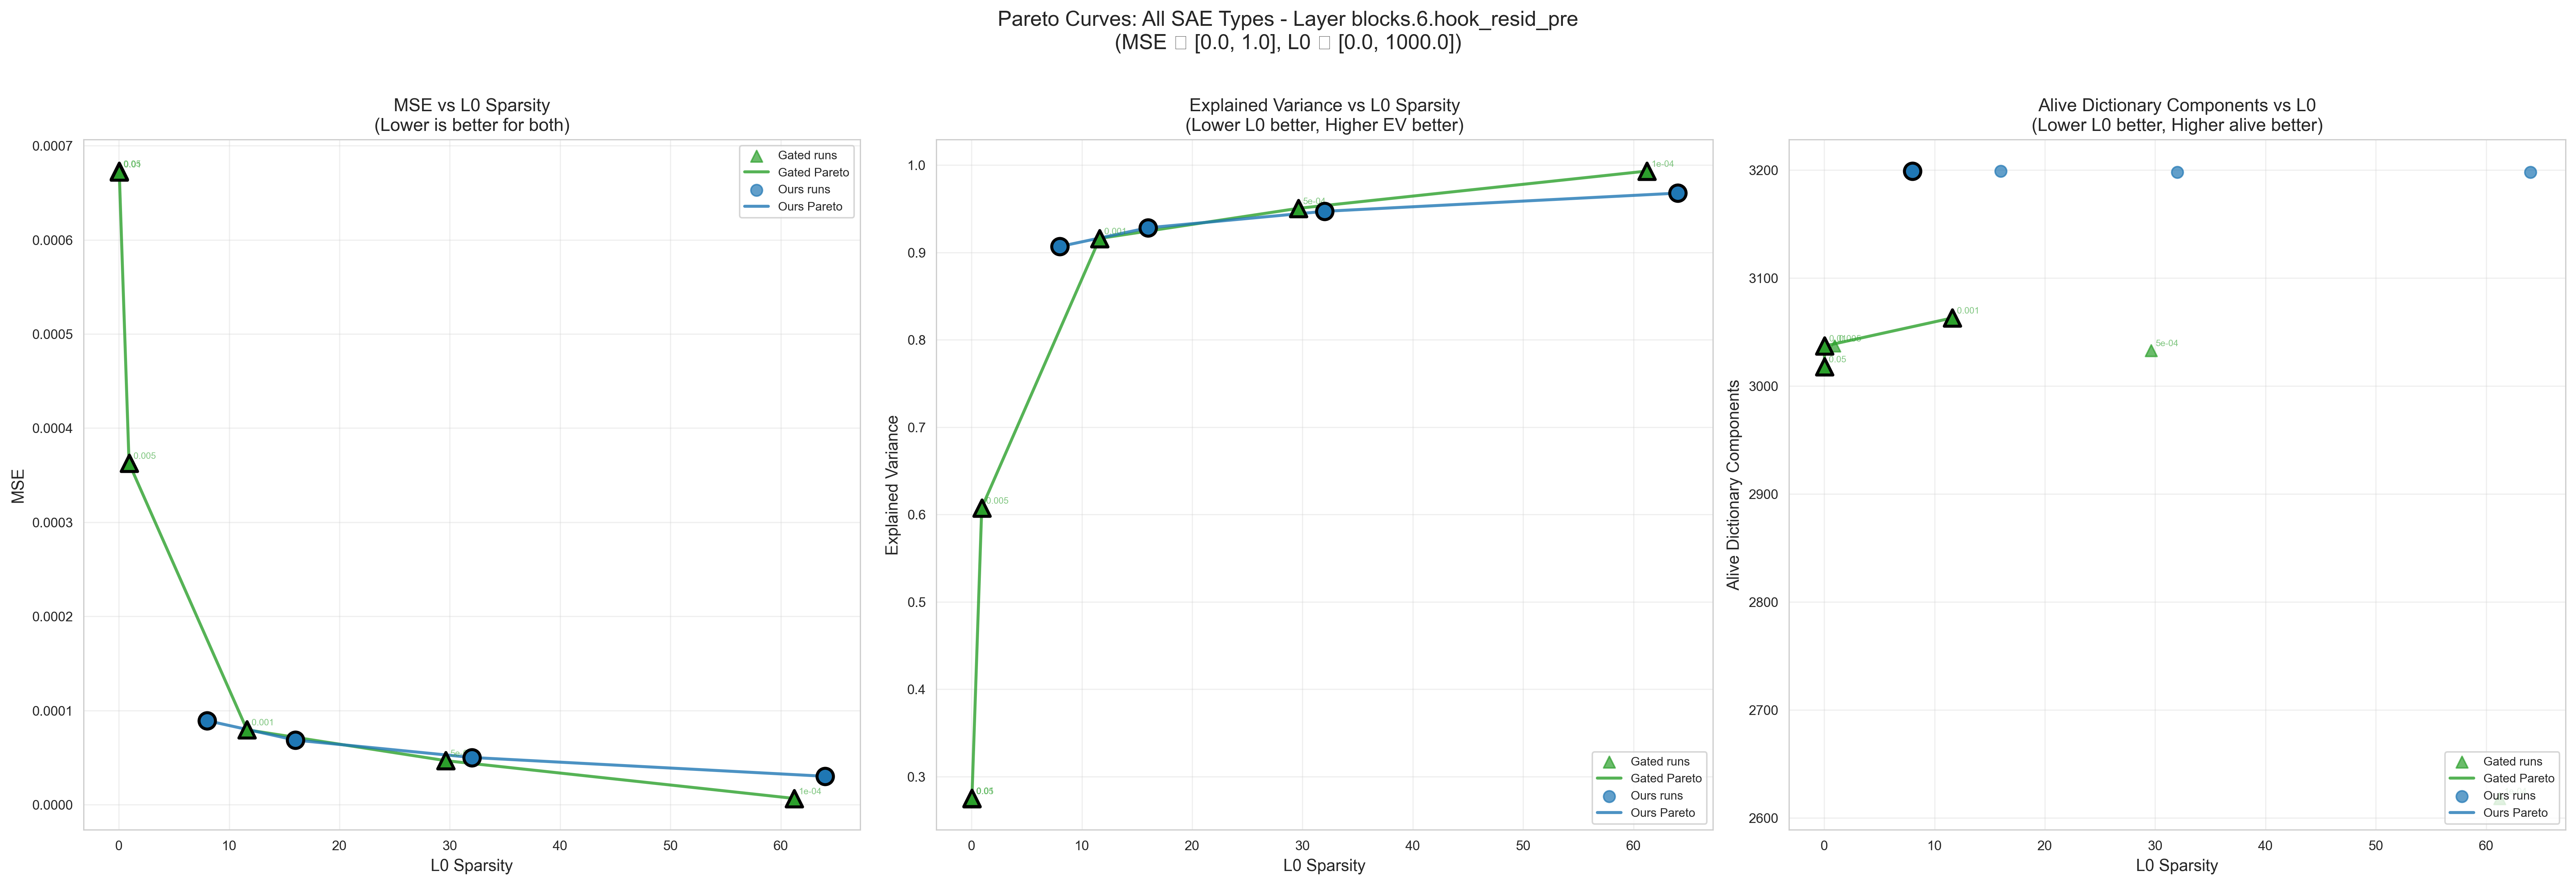 Pareto Curves: All SAE Types - Layer blocks.6.hook_resid_pre
(MSE □ [0.0, 1.0], L0 □ [0.0, 1000.0])
MSE vs L0 Sparsity
(Lower is better for both)
0.0007
0.0006
0.0005
0.0004
0.0003
0.0002
0.0001
0.0000
MSE
0 10 20 30 40 50 60
L0 Sparsity
0.005
0.001
1e-04
Gated runs
Gated Pareto
Ours runs
Ours Pareto
Explained Variance vs L0 Sparsity
(Lower L0 better, Higher EV better)
1.0
0.9
0.8
0.7
0.6
0.5
0.4
0.3
Explained Variance
0 10 20 30 40 50 60
L0 Sparsity
0.005
0.001
5e-04
1e-04
Gated runs
Gated Pareto
Ours runs
Ours Pareto
Alive Dictionary Components vs L0
(Lower L0 better, Higher alive better)
3200
3100
3000
2900
2800
2700
2600
Alive Dictionary Components
0 10 20 30 40 50 60
L0 Sparsity
0.05
0.001
5e-04
Gated runs
Gated Pareto
Ours runs
Ours Pareto